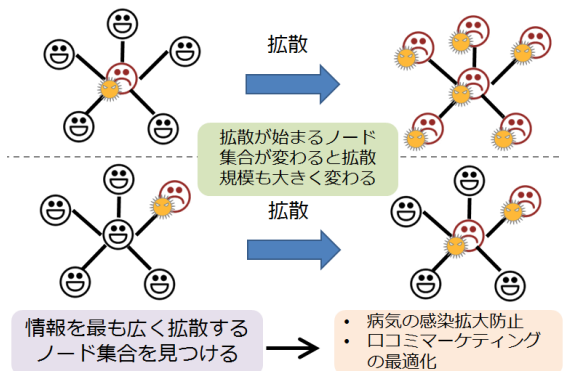 拡散
拡散が始まるノード
集合が変わると拡散
規模も大きく変わる
拡散
情報を最も広く拡散する
ノード集合を見つける
• 病気の感染拡大防止
• 口コミマーケティング
の最適化